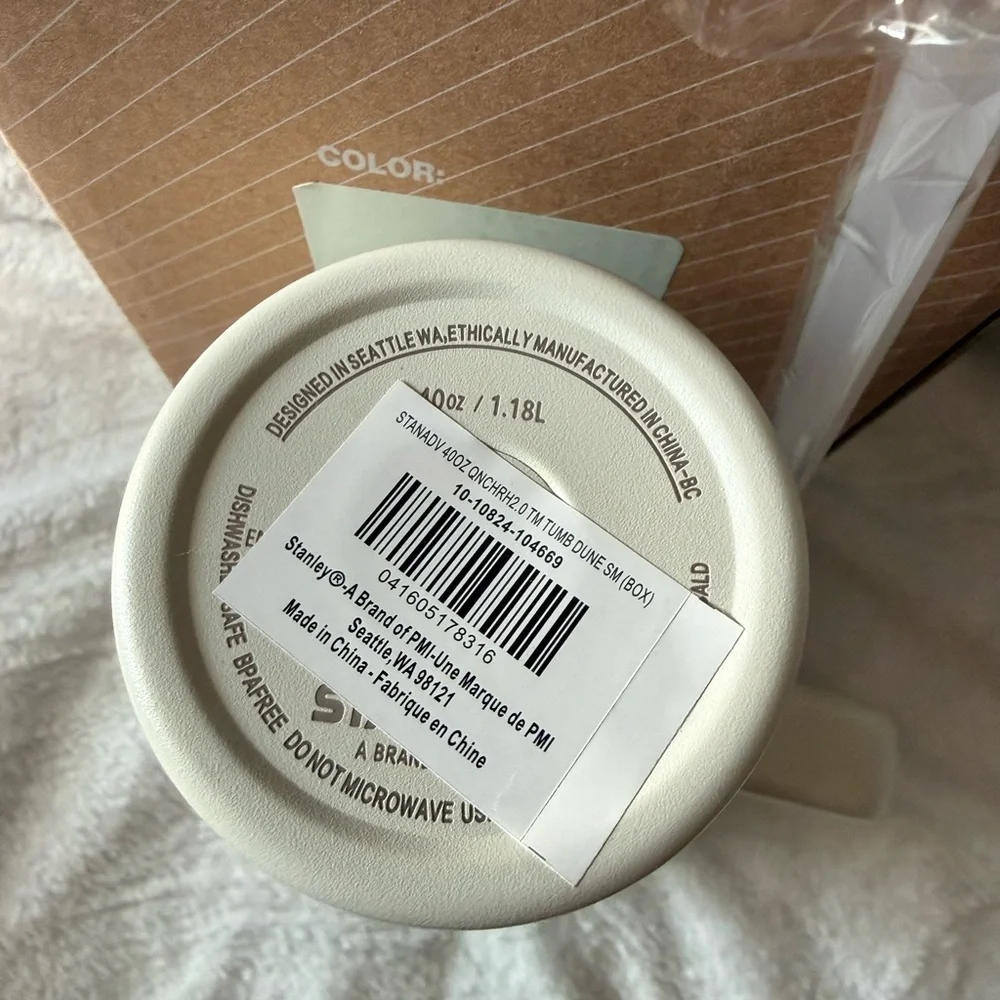 COLOR:
DESIGNED IN SEATTLE WA,ETHICALLY MANUFACTURED IN CHINA-BC
40OZ / 1.18L
STANADV 40OZ QNCHRH2.0 TM TUMB DUNE SM (BOX)
10-10824-104669
041605178316
Stanley®-A Brand of PMI-Une Marque de PMI
Seattle,WA 98121
Made in China - Fabrique en Chine
A BRAN
SAFE BPAFREE DO NOT MICROWAVE